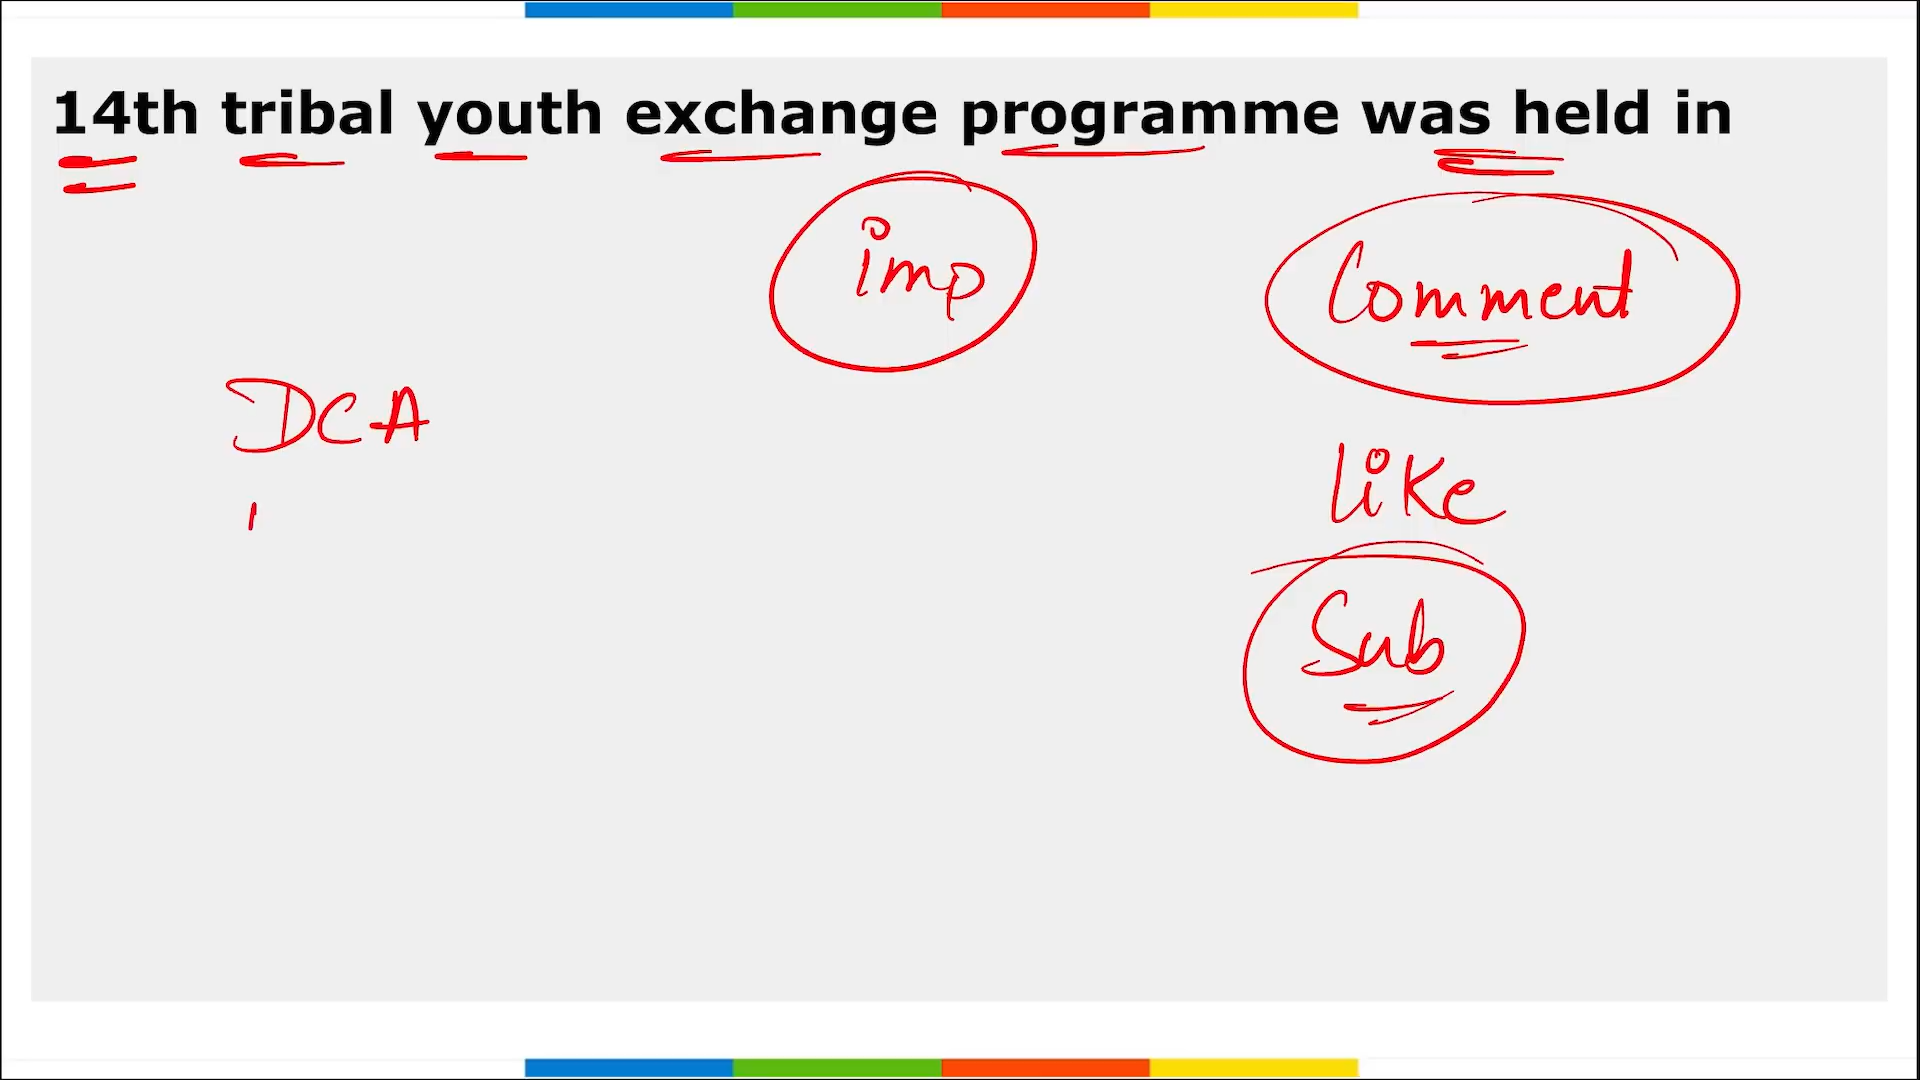 14th tribal youth exchange programme was held in
imp
Comment
DCA
like
Sub